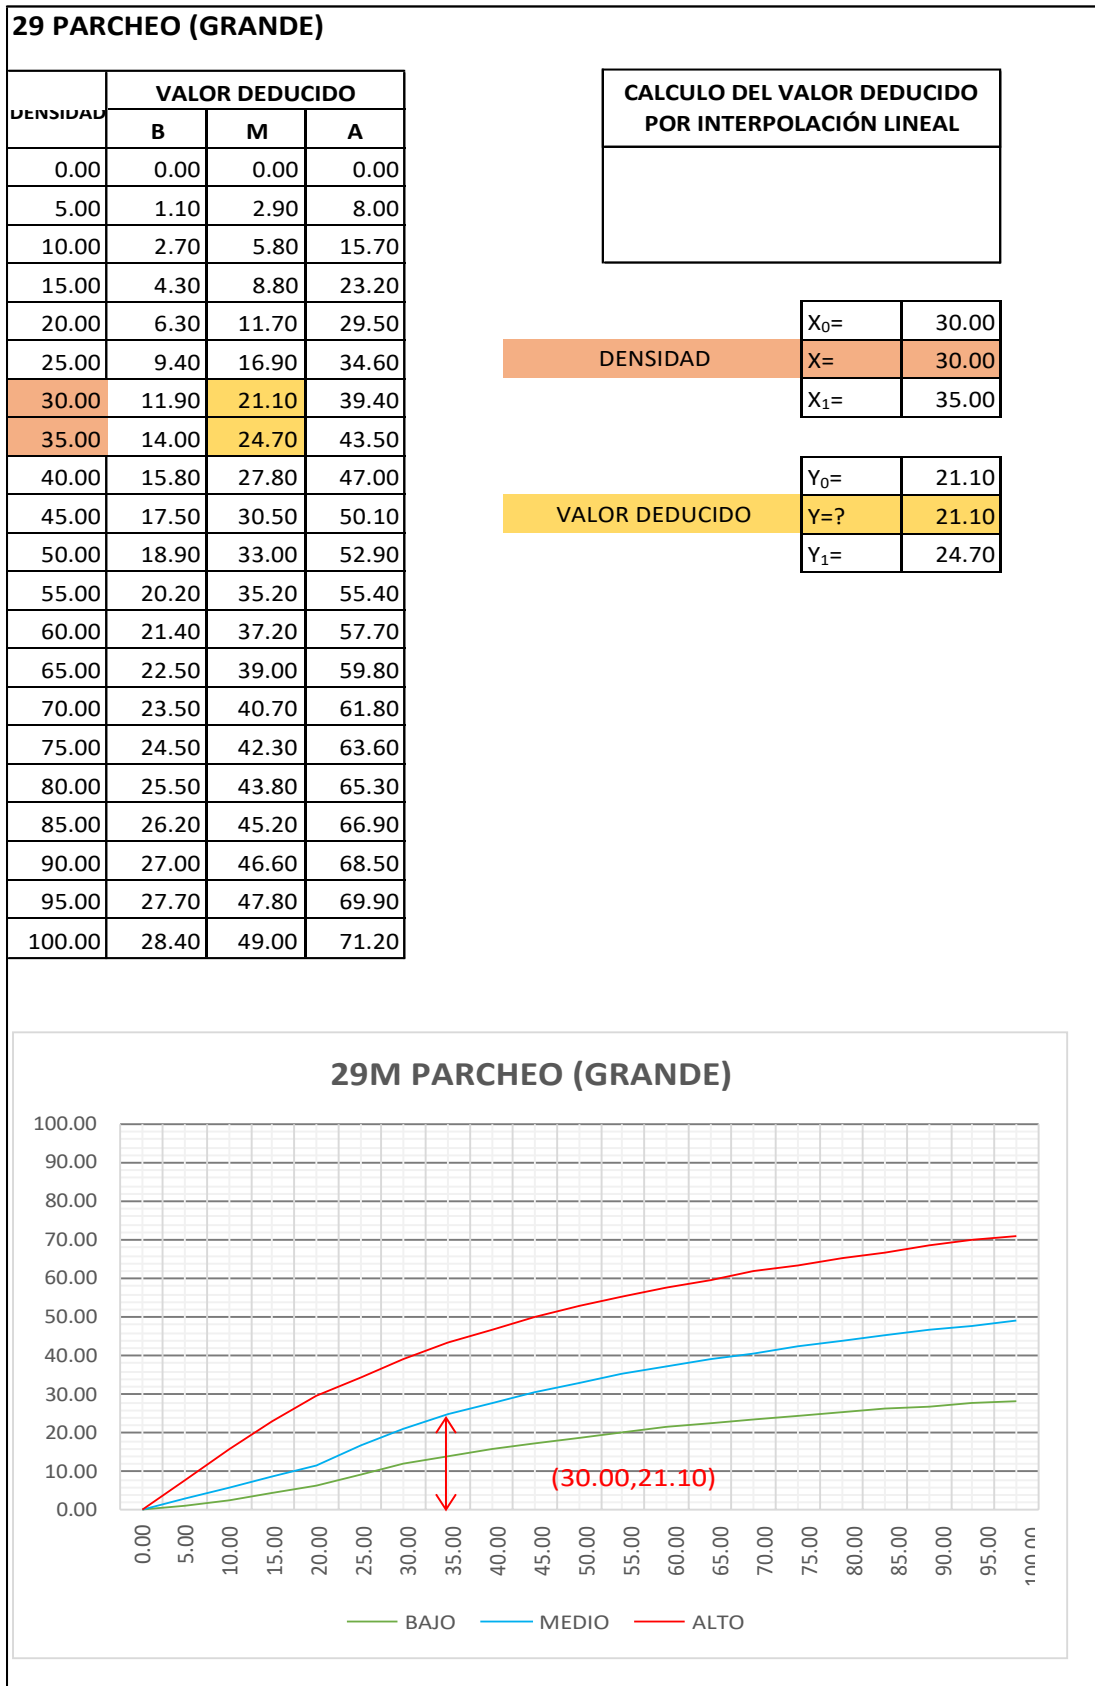 29 PARCHEO (GRANDE)
DENSIDAD VALOR DEDUCIDO
B M A
0.00 0.00 0.00 0.00
5.00 1.10 2.90 8.00
10.00 2.70 5.80 15.70
15.00 4.30 8.80 23.20
20.00 6.30 11.70 29.50
25.00 9.40 16.90 34.60
30.00 11.90 21.10 39.40
35.00 14.00 24.70 43.50
40.00 15.80 27.80 47.00
45.00 17.50 30.50 50.10
50.00 18.90 33.00 52.90
55.00 20.20 35.20 55.40
60.00 21.40 37.20 57.70
65.00 22.50 39.00 59.80
70.00 23.50 40.70 61.80
75.00 24.50 42.30 63.60
80.00 25.50 43.80 65.30
85.00 26.20 45.20 66.90
90.00 27.00 46.60 68.50
95.00 27.70 47.80 69.90
100.00 28.40 49.00 71.20
CALCULO DEL VALOR DEDUCIDO
POR INTERPOLACIÓN LINEAL
X₀= 30.00
DENSIDAD X= 30.00
X₁= 35.00
Y₀= 21.10
VALOR DEDUCIDO Y=? 21.10
Y₁= 24.70
29M PARCHEO (GRANDE)
100.00
90.00
80.00
70.00
60.00
50.00
40.00
30.00
20.00
10.00
0.00
(30.00,21.10)
0.00 5.00 10.00 15.00 20.00 25.00 30.00 35.00 40.00 45.00 50.00 55.00 60.00 65.00 70.00 75.00 80.00 85.00 90.00 95.00 100.00
BAJO MEDIO ALTO